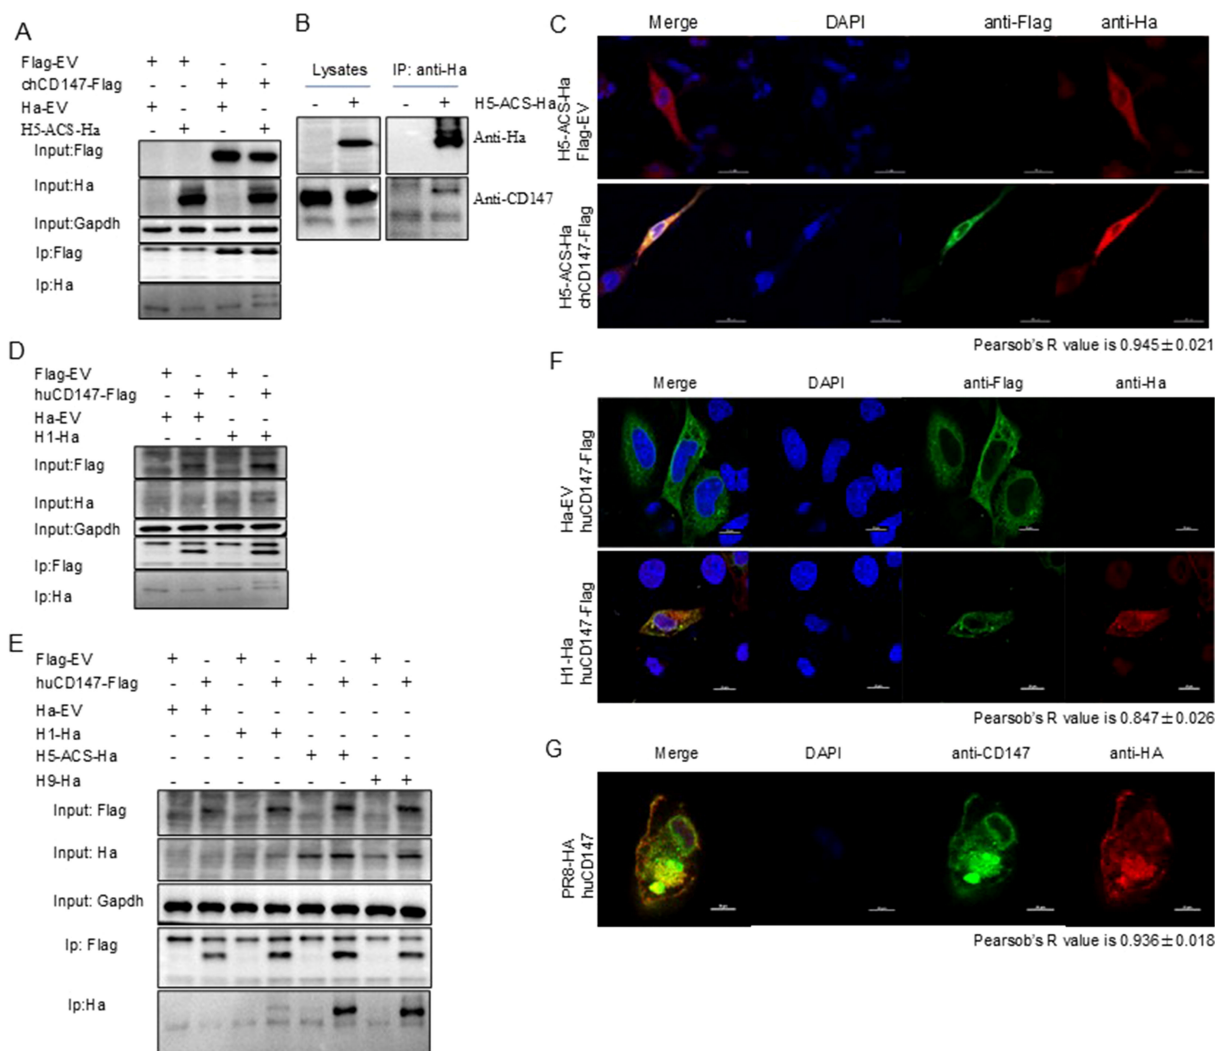 A
Flag-EV + + - -
chCD147-Flag - - + +
Ha-EV + - + -
H5-ACS-Ha - + - +
Input:Flag
Input:Ha
Input:Gapdh
Ip:Flag
Ip:Ha
B
Lysates IP: anti-Ha
- + - + H5-ACS-Ha
Anti-Ha
Anti-CD147
C
Merge DAPI anti-Flag anti-Ha
H5-ACS-Ha
Flag-EV
H5-ACS-Ha
chCD147-Flag
Pearsob's R value is 0.945±0.021
D
Flag-EV + - + -
huCD147-Flag - + - +
Ha-EV + + - -
H1-Ha - - + +
Input:Flag
Input:Ha
Input:Gapdh
Ip:Flag
Ip:Ha
E
Flag-EV + - + - + - + -
huCD147-Flag - + - + - + - +
Ha-EV + + - - - - - -
H1-Ha - - + + - - - -
H5-ACS-Ha - - - - + + - -
H9-Ha - - - - - - + +
Input: Flag
Input: Ha
Input: Gapdh
Ip: Flag
Ip:Ha
F
Merge DAPI anti-Flag anti-Ha
Ha-EV
huCD147-Flag
H1-Ha
huCD147-Flag
Pearsob's R value is 0.847±0.026
G
Merge DAPI anti-CD147 anti-HA
PR8-HA
huCD147
Pearsob's R value is 0.936±0.018